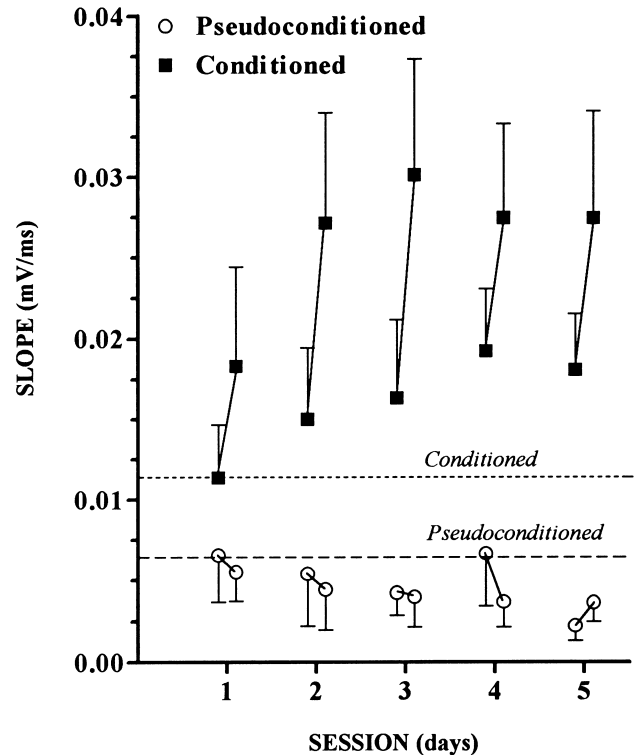 0.04
Pseudoconditioned
Conditioned
0.03
SLOPE (mV/ms)
0.02
Conditioned
0.01
Pseudoconditioned
0.00
1 2 3 4 5
SESSION (days)